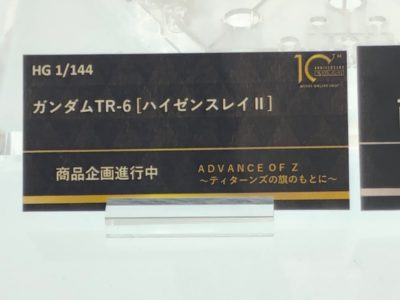 HG 1/144
10TH
ANNIVERSARY
ガンダムTR-6 [ハイゼンスレイⅡ]
商品企画進行中
ADVANCE OF Z
～ティターンズの旗のもとに～